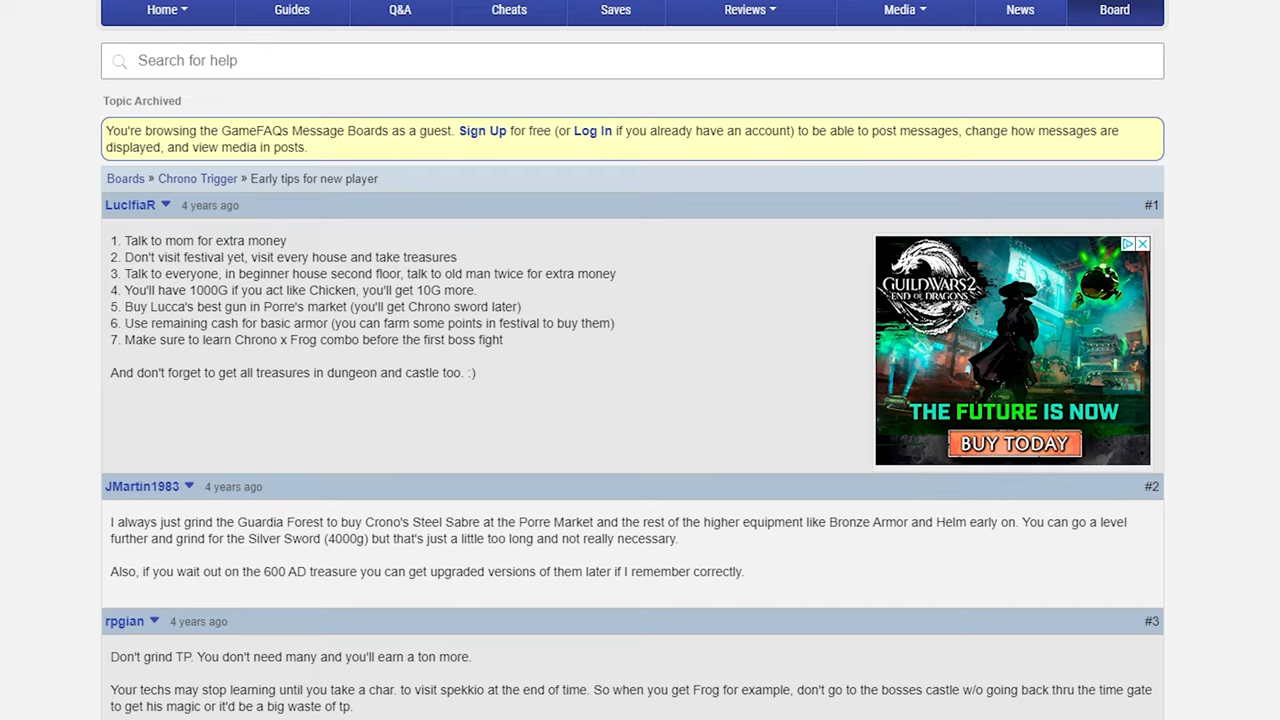 Home Guides Q&A Cheats Saves Reviews Media News Board
Search for help
Topic Archived
You're browsing the GameFAQs Message Boards as a guest. Sign Up for free (or Log In if you already have an account) to be able to post messages, change how messages are
displayed, and view media in posts.
Boards » Chrono Trigger » Early tips for new player
LucIfiaR 4 years ago #1
1. Talk to mom for extra money
2. Don't visit festival yet, visit every house and take treasures
3. Talk to everyone, in beginner house second floor, talk to old man twice for extra money
4. You'll have 1000G if you act like Chicken, you'll get 10G more.
5. Buy Lucca's best gun in Porre's market (you'll get Chrono sword later)
6. Use remaining cash for basic armor (you can farm some points in festival to buy them)
7. Make sure to learn Chrono x Frog combo before the first boss fight
And don't forget to get all treasures in dungeon and castle too. :)
GUILD WARS 2
END OF DRAGONS
THE FUTURE IS NOW
BUY TODAY
JMartin1983 4 years ago #2
I always just grind the Guardia Forest to buy Crono's Steel Sabre at the Porre Market and the rest of the higher equipment like Bronze Armor and Helm early on. You can go a level
further and grind for the Silver Sword (4000g) but that's just a little too long and not really necessary.
Also, if you wait out on the 600 AD treasure you can get upgraded versions of them later if I remember correctly.
rpgian 4 years ago #3
Don't grind TP. You don't need many and you'll earn a ton more.
Your techs may stop learning until you take a char. to visit spekkio at the end of time. So when you get Frog for example, don't go to the bosses castle w/o going back thru the time gate
to get his magic or it'd be a big waste of tp.